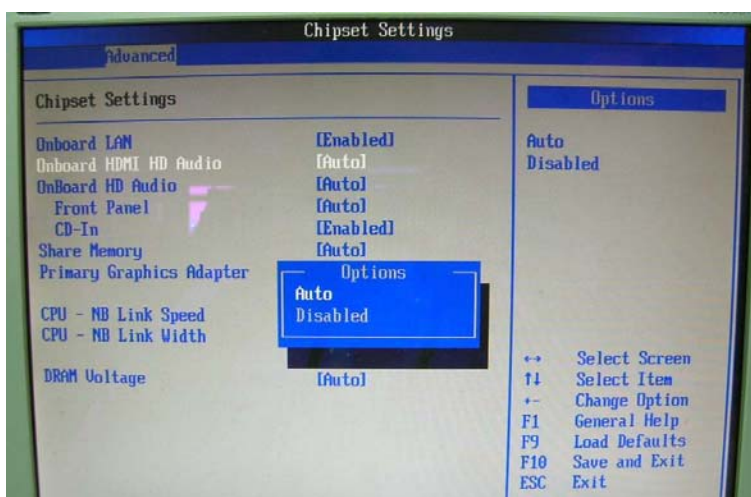 Chipset Settings
Advanced
Chipset Settings
Onboard LAN [Enabled]
Onboard HDMI HD Audio [Auto]
OnBoard HD Audio [Auto]
Front Panel [Auto]
CD-In [Enabled]
Share Memory [Auto]
Primary Graphics Adapter
CPU - NB Link Speed
CPU - NB Link Width
DRAM Voltage [Auto]
Options
Auto
Disabled
Options
Auto
Disabled
↔ Select Screen
↑↓ Select Item
+- Change Option
F1 General Help
F9 Load Defaults
F10 Save and Exit
ESC Exit